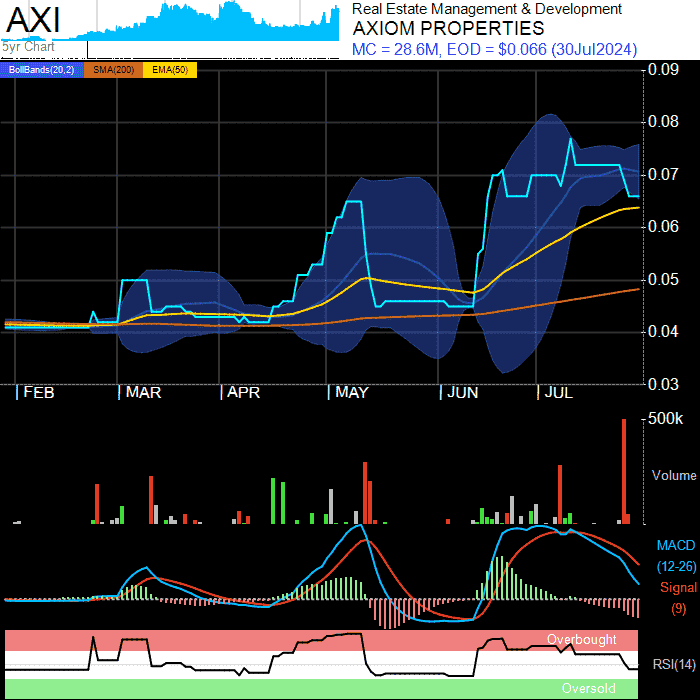 AXI
5yr Chart
Real Estate Management & Development
AXIOM PROPERTIES
MC = 28.6M, EOD = $0.066 (30Jul2024)
BollBands(20,2) SMA(200) EMA(50)
0.09
0.08
0.07
0.06
0.05
0.04
0.03
FEB MAR APR MAY JUN JUL
500k
Volume
MACD
(12-26)
Signal
(9)
Overbought
RSI(14)
Oversold